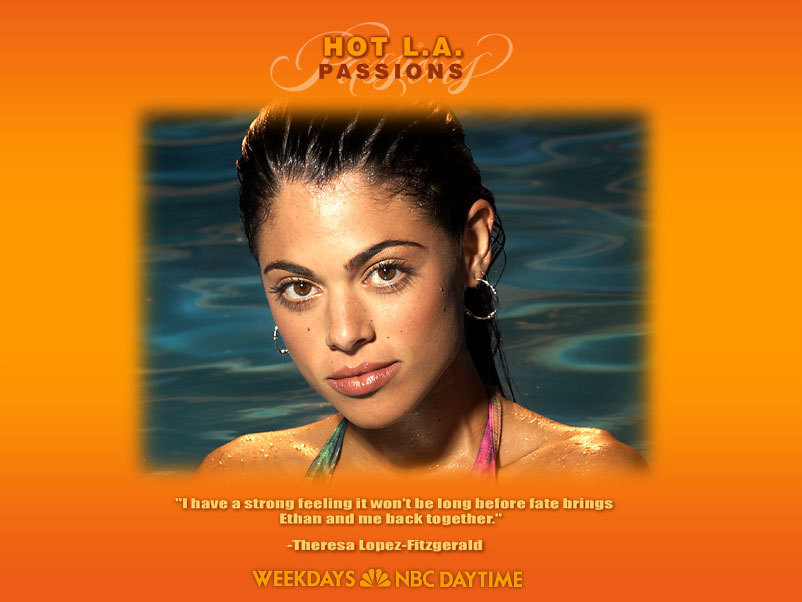 Passions
HOT L.A.
PASSIONS
"I have a strong feeling it won't be long before fate brings
Ethan and me back together."
-Theresa Lopez-Fitzgerald
WEEKDAYS NBC DAYTIME